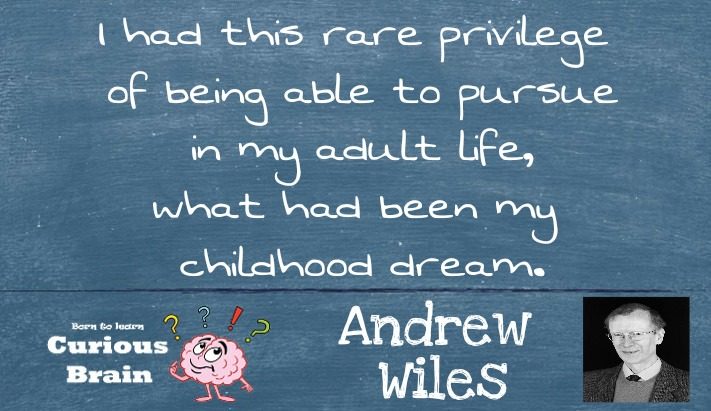 I had this rare privilege
of being able to pursue
in my adult life,
what had been my
childhood dream.
Born to learn
Curious
Brain
? ? ! ?
Andrew
Wiles